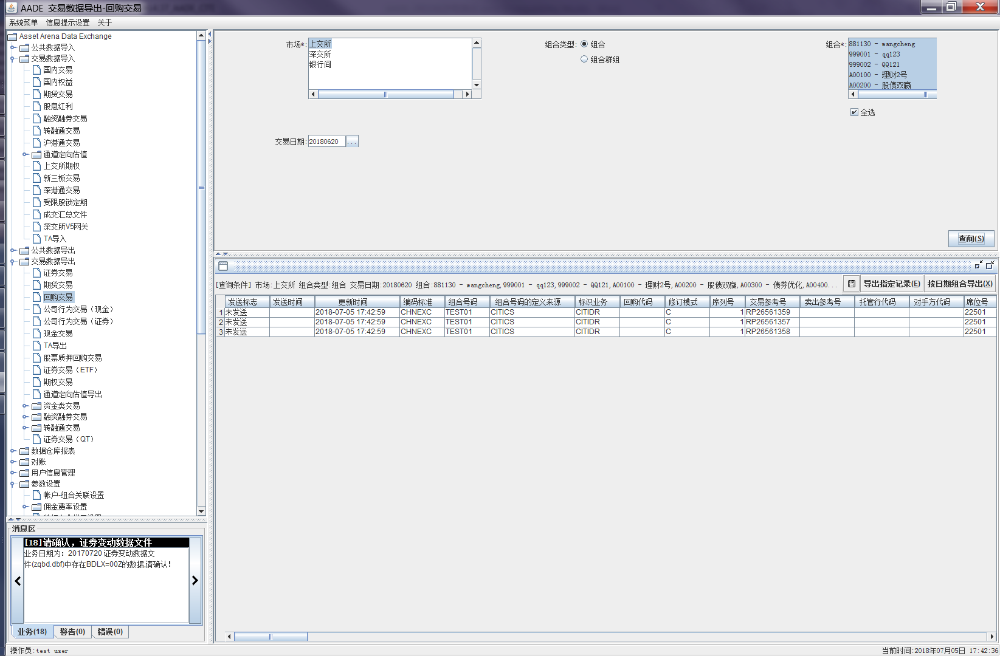 AADE 交易数据导出-回购交易
系统菜单 信息提示设置 关于
Asset Arena Data Exchange
公共数据导入
交易数据导入
国内交易
国内权益
期货交易
股息红利
融资融券交易
转融通交易
沪港通交易
通道定向估值
上交所期权
新三板交易
深港通交易
受限股锁定期
成交汇总文件
深交所V5网关
TA导入
公共数据导出
交易数据导出
证券交易
期货交易
回购交易
公司行为交易（现金）
公司行为交易（证券）
现金交易
TA导出
股票质押回购交易
证券交易（ETF）
期权交易
通道定向估值导出
资金类交易
融资融券交易
转融通交易
证券交易（QT）
数据仓库报表
对账
用户信息管理
参数设置
帐户-组合关联设置
佣金费率设置
消息区
[18]请确认，证券变动数据文件
业务日期为：20170720 证券变动数据文
件(zqbd.dbf)中存在BDLX=00Z的数据,请确认！
业务(18) 警告(0) 错误(0)
操作员:test user
市场*:
上交所
深交所
银行间
组合类型: 组合
组合群组
组合*:
881130 - wangcheng
999001 - qq123
999002 - QQ121
A00100 - 理财2号
A00200 - 股债双赢
全选
交易日期: 20180620 ...
查询(S)
[查询条件] 市场:上交所 组合类型:组合 交易日期:20180620 组合:881130 - wangcheng,999001 - qq123,999002 - QQ121,A00100 - 理财2号,A00200 - 股债双赢,A00300 - 债券优化,A00400...
导出指定记录(E) 按日期组合导出(X)
发送标志 发送时间 更新时间 编码标准 组合号码 组合号码的定义来源 标识业务 回购代码 修订模式 序列号 交易参考号 卖出参考号 托管行代码 对手方代码 席位号
1 未发送 2018-07-05 17:42:59 CHNEXC TEST01 CITICS CITIDR C 1 RP26561359 22501
2 未发送 2018-07-05 17:42:59 CHNEXC TEST01 CITICS CITIDR C 1 RP26561357 22501
3 未发送 2018-07-05 17:42:59 CHNEXC TEST01 CITICS CITIDR C 1 RP26561358 22501
当前时间:2018年07月05日 17:42:36